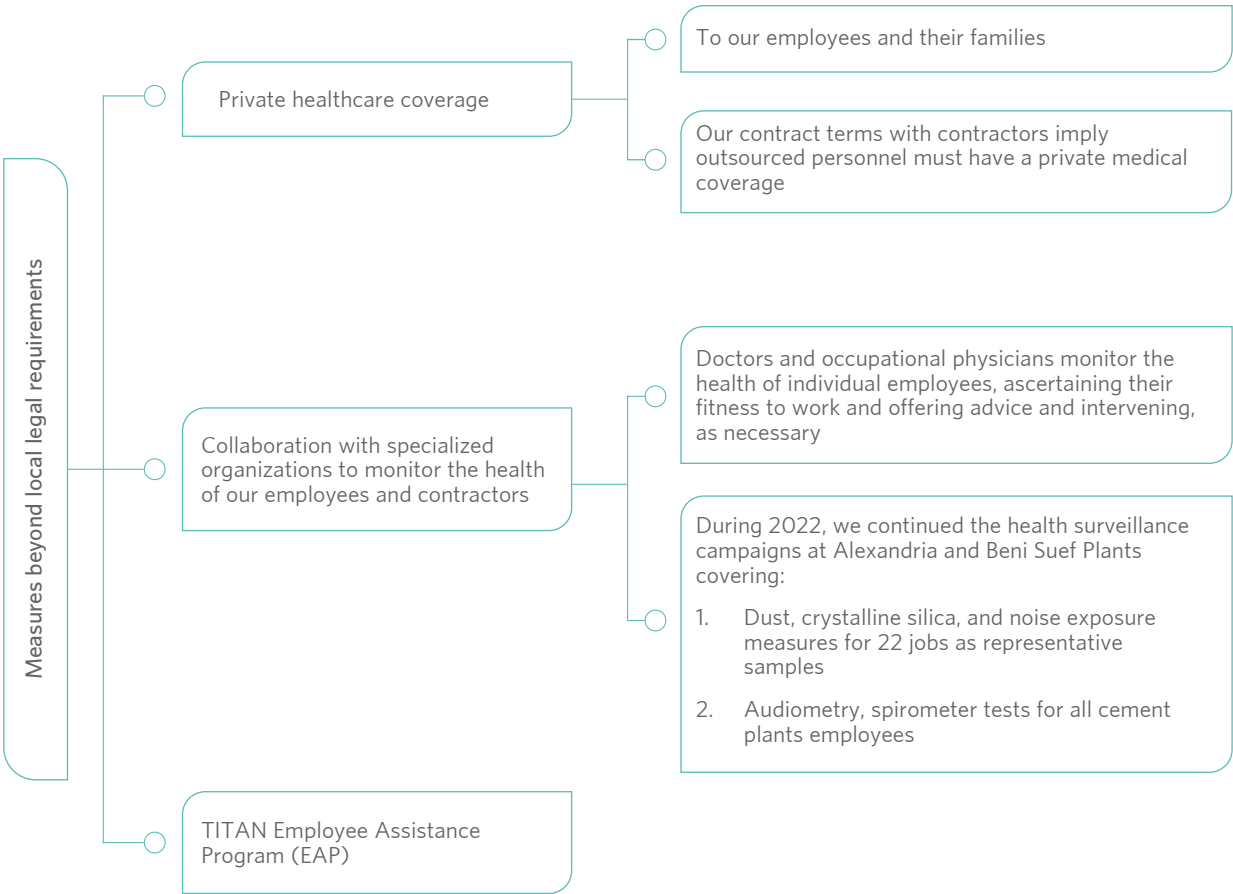 Measures beyond local legal requirements
Private healthcare coverage
To our employees and their families
Our contract terms with contractors imply
outsourced personnel must have a private medical
coverage
Collaboration with specialized
organizations to monitor the health
of our employees and contractors
Doctors and occupational physicians monitor the
health of individual employees, ascertaining their
fitness to work and offering advice and intervening,
as necessary
During 2022, we continued the health surveillance
campaigns at Alexandria and Beni Suef Plants
covering:
1. Dust, crystalline silica, and noise exposure
measures for 22 jobs as representative
samples
2. Audiometry, spirometer tests for all cement
plants employees
TITAN Employee Assistance
Program (EAP)